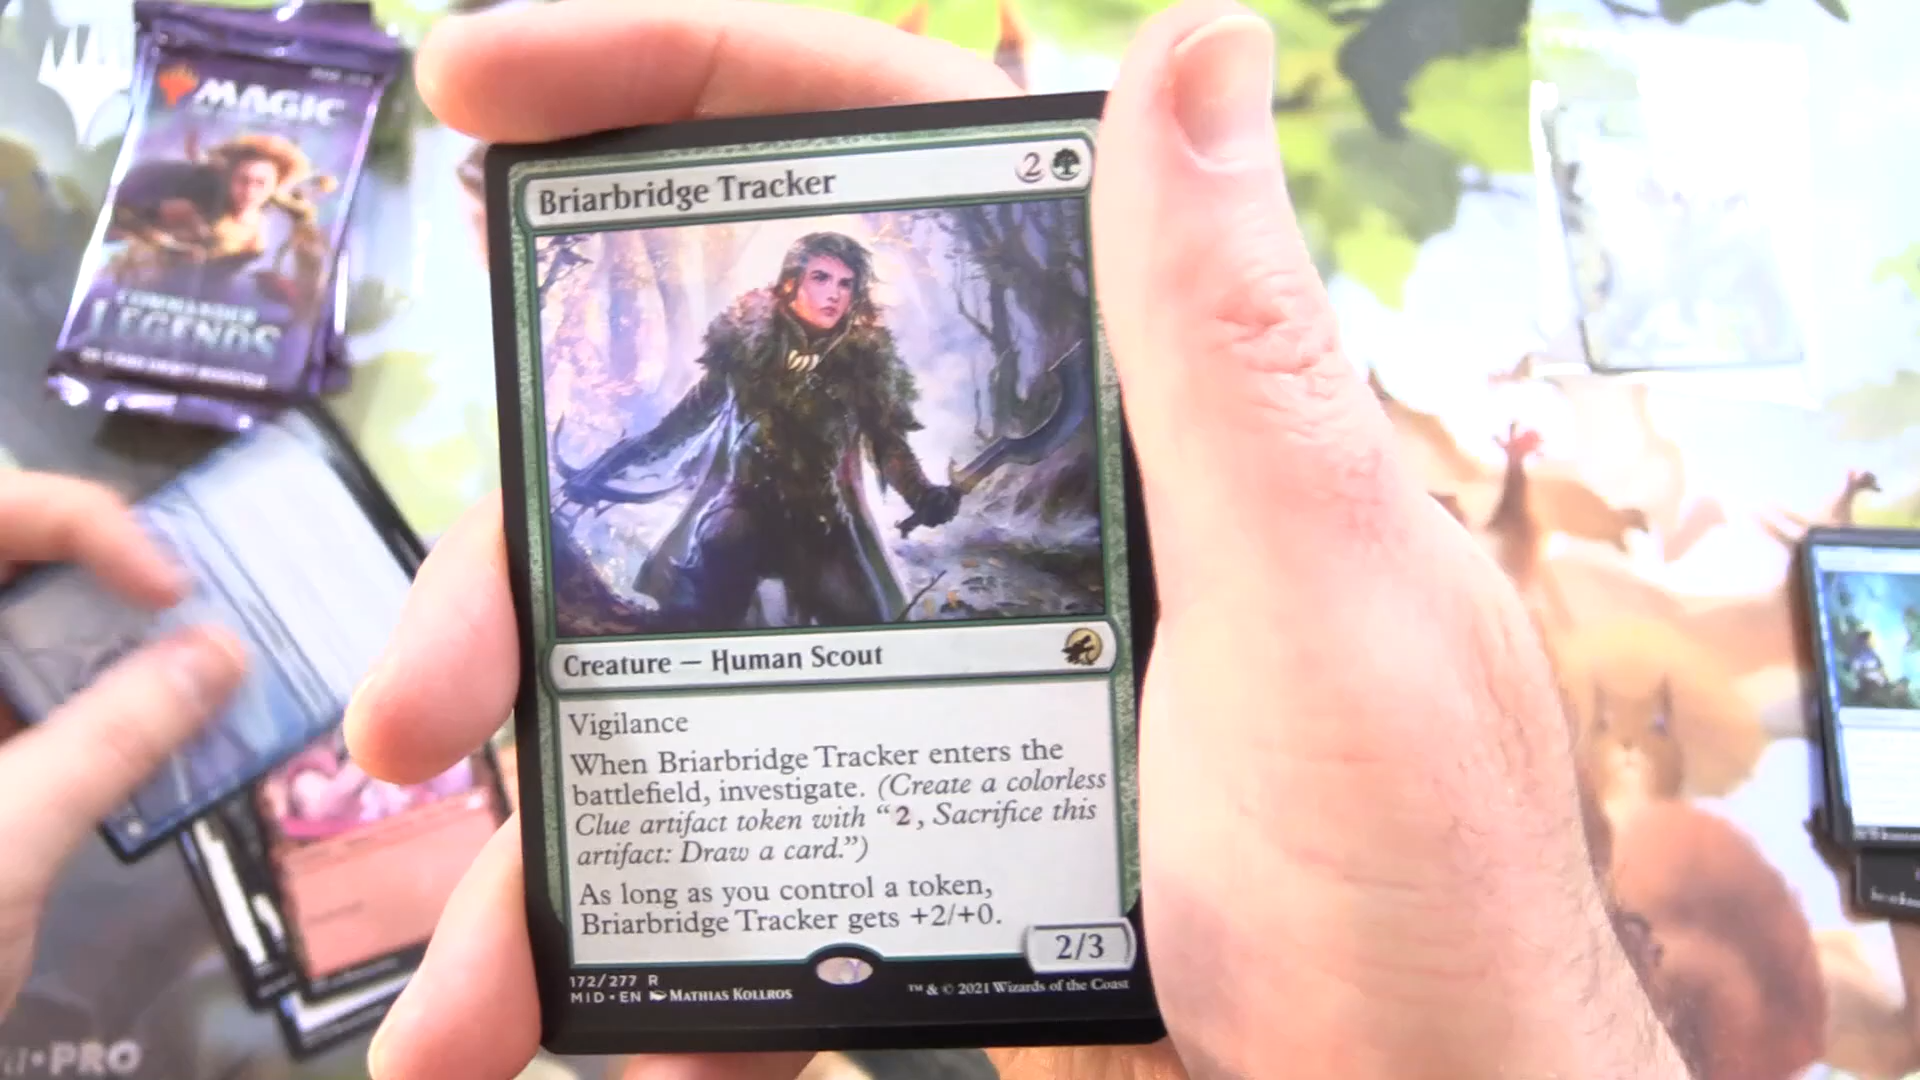 MAGIC
COMMANDER
LEGENDS
Briarbridge Tracker 2
Creature — Human Scout
Vigilance
When Briarbridge Tracker enters the
battlefield, investigate. (Create a colorless
Clue artifact token with “2, Sacrifice this
artifact: Draw a card.”)
As long as you control a token,
Briarbridge Tracker gets +2/+0.
2/3
172/277 R
MID • EN Mathias Kollros
™ & © 2021 Wizards of the Coast
PRO